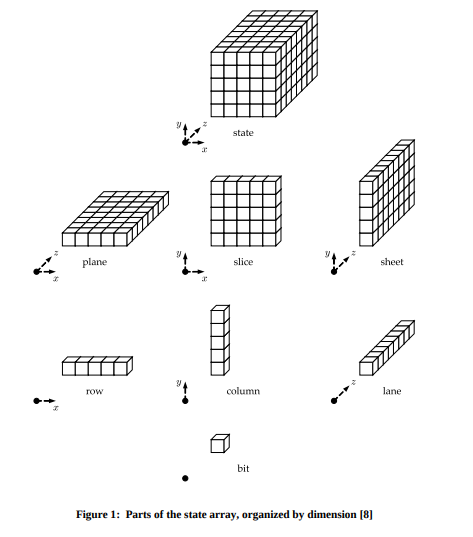 y
z
x
state
z
x
plane
y
x
slice
y
z
sheet
x
row
y
column
z
lane
bit
Figure 1: Parts of the state array, organized by dimension [8]